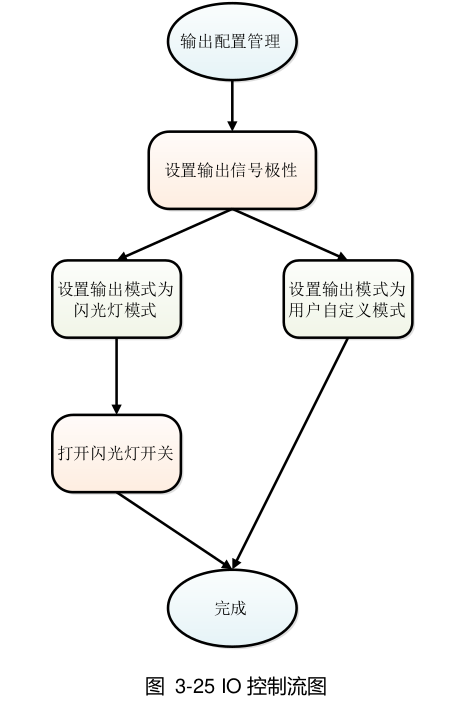 输出配置管理
设置输出信号极性
设置输出模式为
闪光灯模式
设置输出模式为
用户自定义模式
打开闪光灯开关
完成
图 3-25 IO 控制流图